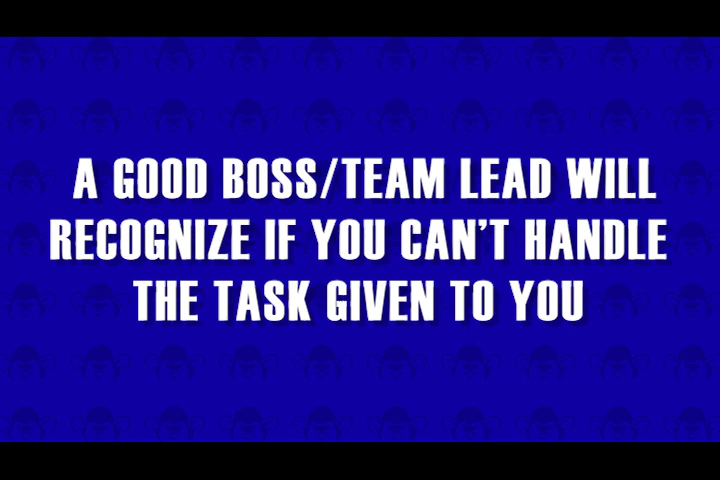 A GOOD BOSS/TEAM LEAD WILL
RECOGNIZE IF YOU CAN'T HANDLE
THE TASK GIVEN TO YOU